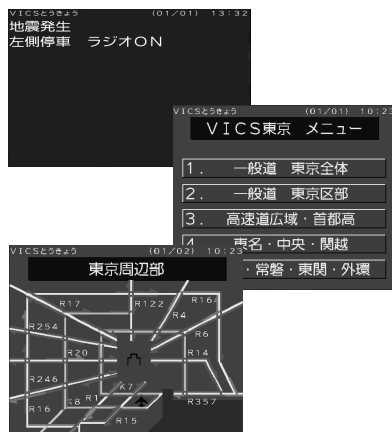 VICSとうきょう (01/01) 13:32
地震発生
左側停車 ラジオON
VICSとうきょう (01/01) 10:23
VICS東京 メニュー
1. 一般道 東京全体
2. 一般道 東京区部
3. 高速道広域・首都高
4. 東名・中央・関越
・常磐・東関・外環
VICSとうきょう (01/02) 10:23
東京周辺部
R17 R122 R16
R4
R254 R6
R20 R14
R246 K7
R16 K8 R1 R357
R15